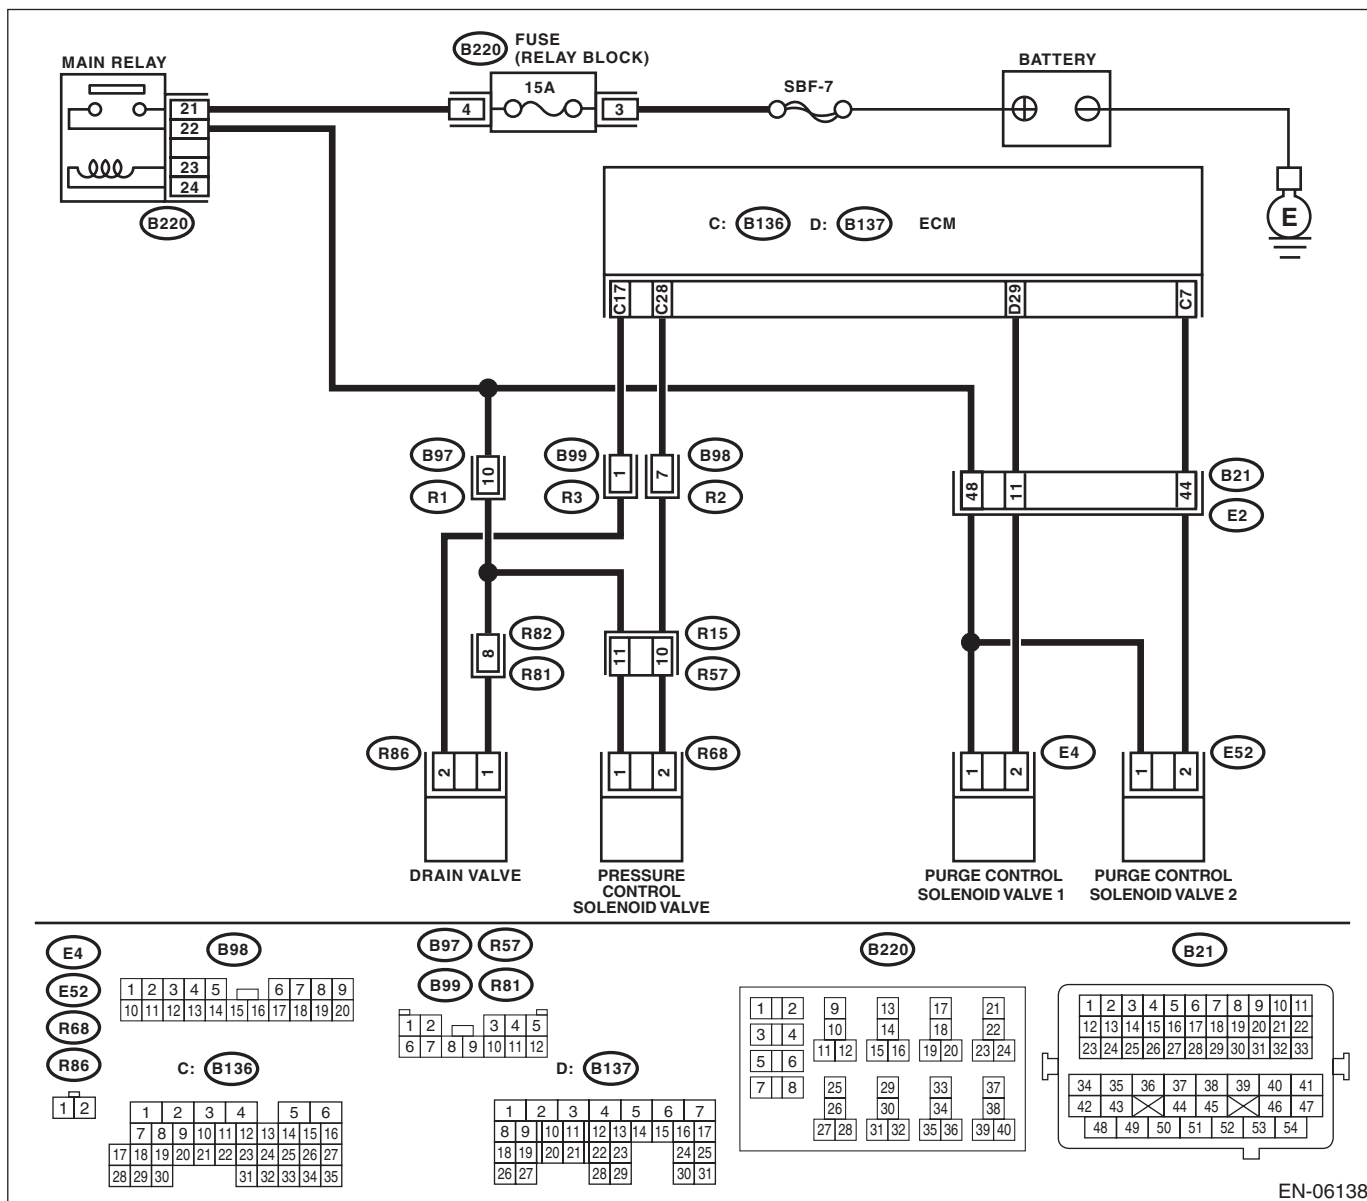 B220 FUSE
(RELAY BLOCK)
MAIN RELAY
15A
SBF-7
BATTERY
21
22
23
24
4
3
B220
E
C: B136 D: B137 ECM
C17
C28
D29
C7
B97
R1
10
B99
R3
1
7
B98
R2
48
11
44
B21
E2
8
R82
R81
11
10
R15
R57
R86
2
1
1
2
R68
1
2
E4
1
2
E52
DRAIN VALVE
PRESSURE
CONTROL
SOLENOID VALVE
PURGE CONTROL
SOLENOID VALVE 1
PURGE CONTROL
SOLENOID VALVE 2
E4
E52
R68
R86
1 2
B98
1 2 3 4 5 6 7 8 9
10 11 12 13 14 15 16 17 18 19 20
C: B136
1 2 3 4 5 6
7 8 9 10 11 12 13 14 15 16
17 18 19 20 21 22 23 24 25 26 27
28 29 30 31 32 33 34 35
B97 R57
B99 R81
1 2 3 4 5
6 7 8 9 10 11 12
D: B137
1 2 3 4 5 6 7
8 9 10 11 12 13 14 15 16 17
18 19 20 21 22 23 24 25
26 27 28 29 30 31
B220
1 2
3 4
5 6
7 8
9
10
11 12
13
14
15 16
17
18
19 20
21
22
23 24
25
26
27 28
29
30
31 32
33
34
35 36
37
38
39 40
B21
1 2 3 4 5 6 7 8 9 10 11
12 13 14 15 16 17 18 19 20 21 22
23 24 25 26 27 28 29 30 31 32 33
34 35 36 37 38 39 40 41
42 43 44 45 46 47
48 49 50 51 52 53 54
EN-06138